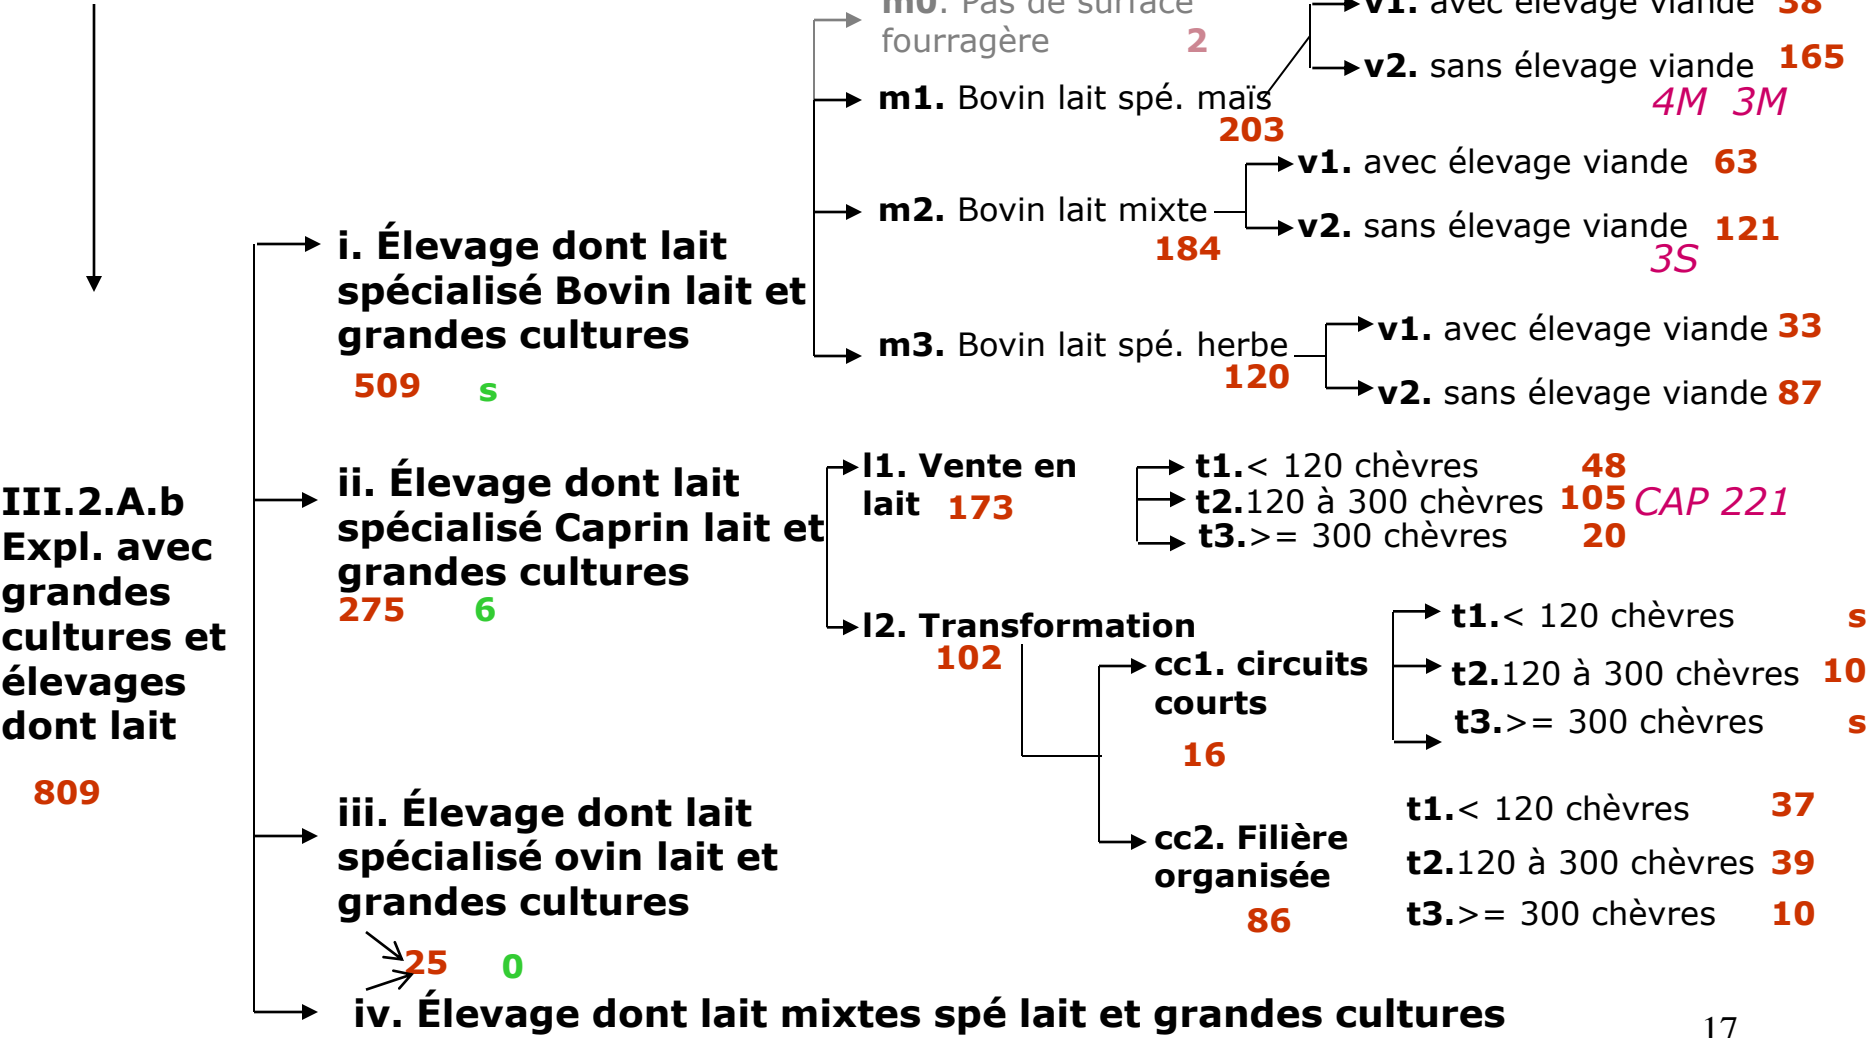 m0. Pas de surface
fourragère 2
v1. avec élevage viande 38
v2. sans élevage viande 165
4M 3M
m1. Bovin lait spé. maïs
203
v1. avec élevage viande 63
m2. Bovin lait mixte
184
v2. sans élevage viande 121
3S
i. Élevage dont lait
spécialisé Bovin lait et
grandes cultures
509 s
v1. avec élevage viande 33
m3. Bovin lait spé. herbe
120
v2. sans élevage viande 87
III.2.A.b
Expl. avec
grandes
cultures et
élevages
dont lait
809
ii. Élevage dont lait
spécialisé Caprin lait et
grandes cultures
275 6
l1. Vente en
lait 173
t1.< 120 chèvres 48
t2.120 à 300 chèvres 105 CAP 221
t3.>= 300 chèvres 20
l2. Transformation
102
cc1. circuits
courts
16
t1.< 120 chèvres s
t2.120 à 300 chèvres 10
t3.>= 300 chèvres s
cc2. Filière
organisée
86
t1.< 120 chèvres 37
t2.120 à 300 chèvres 39
t3.>= 300 chèvres 10
iii. Élevage dont lait
spécialisé ovin lait et
grandes cultures
25 0
iv. Élevage dont lait mixtes spé lait et grandes cultures
17